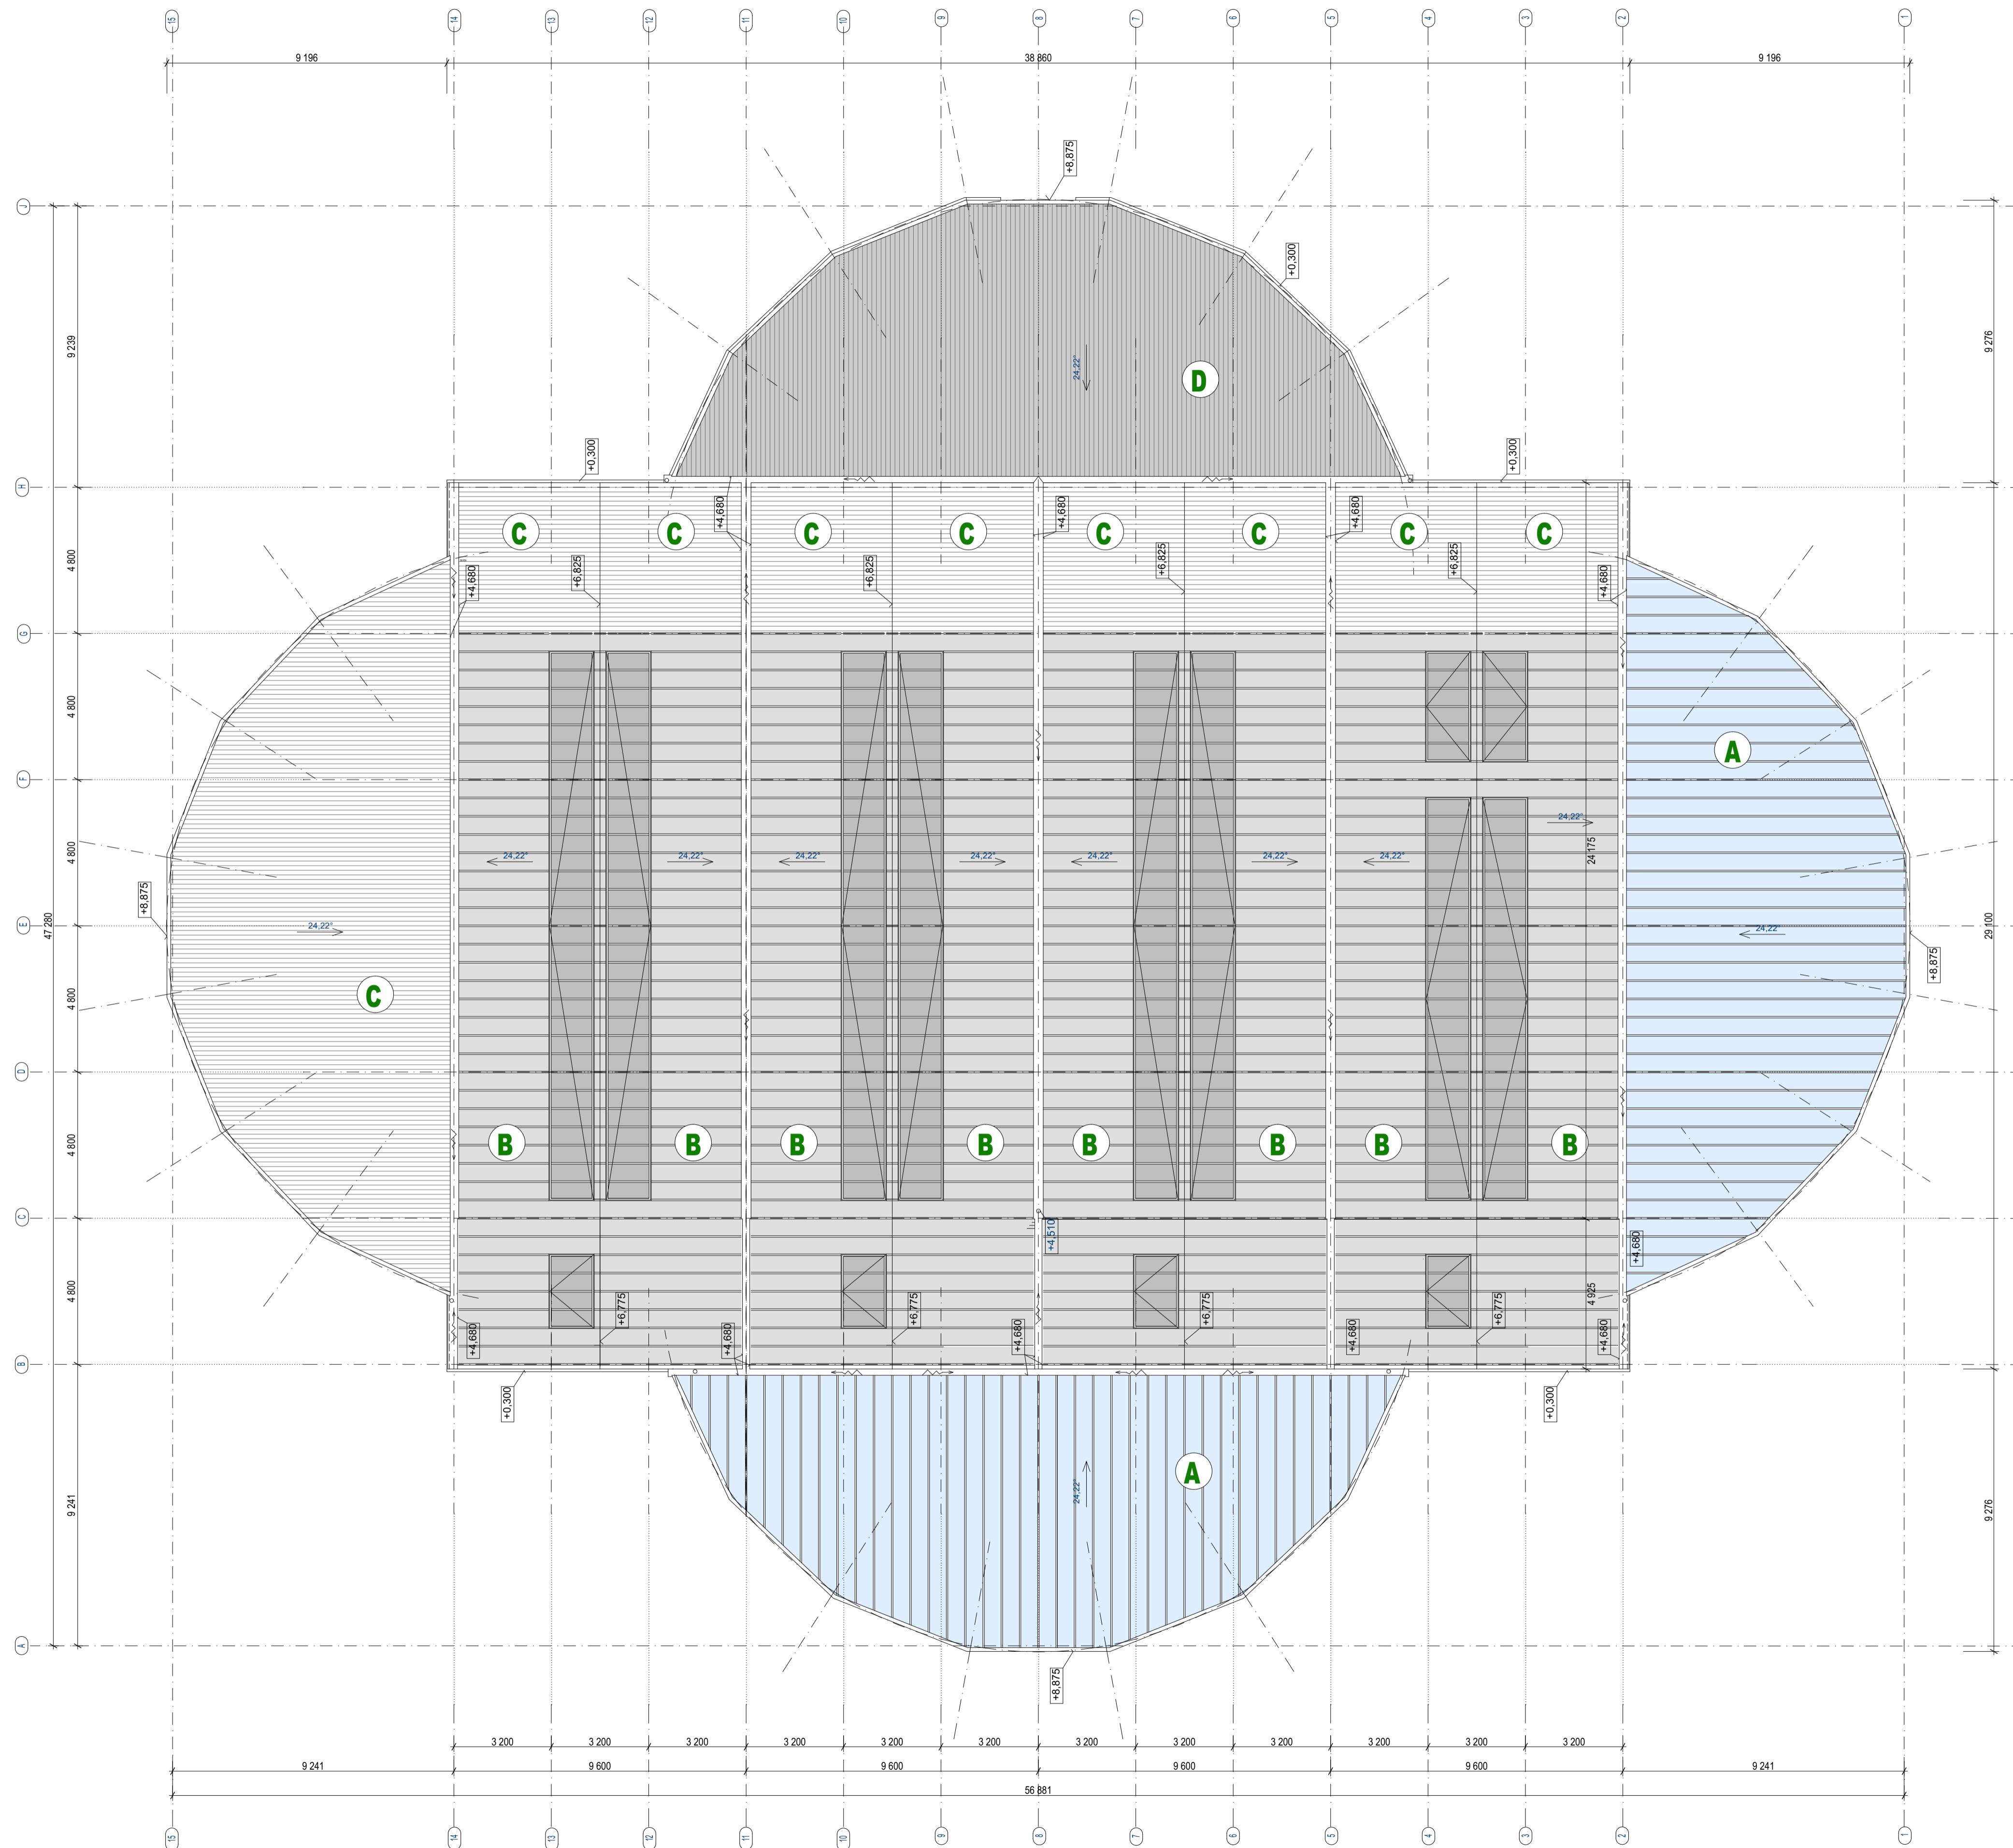 15 14 13 12 11 10 9 8 7 6 5 4 3 2 1
9 196 38 860 9 196
+8,875
J
+0,300
9 239 24,22° D 9 276
+0,300 +0,300
H
C C +4,680 C C +4,680 C C +4,680 C C
4 800 +4,680 +6,825 +6,825 +6,825 +6,825 +4,680
G
4 800 A
F
24,22°
4 800 24,22° 24,22° 24,22° 24,22° 24,22° 24,22° 24,22° 24 175
+8,875 47 280 E 24,22° 24,22° 29 100 +8,875
C
4 800
D
4 800 B B B B B B B B
C
+4,510 +4,680
4 800 4 925
+6,775 +6,775 +6,775 +6,775
+4,680 +4,680 +4,680 +4,680 +4,680
B
+0,300 +0,300
A
9 241 24,22° 9 276
A
+8,875
3 200 3 200 3 200 3 200 3 200 3 200 3 200 3 200 3 200 3 200 3 200 3 200
9 241 9 600 9 600 9 600 9 600 9 241
56 881
15 14 13 12 11 10 9 8 7 6 5 4 3 2 1